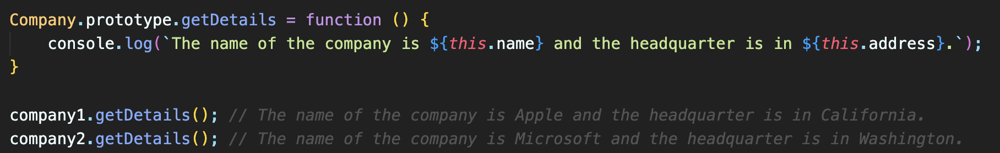 Company.prototype.getDetails = function () {
    console.log(`The name of the company is ${this.name} and the headquarter is in ${this.address}.`);
}
company1.getDetails(); // The name of the company is Apple and the headquarter is in California.
company2.getDetails(); // The name of the company is Microsoft and the headquarter is in Washington.